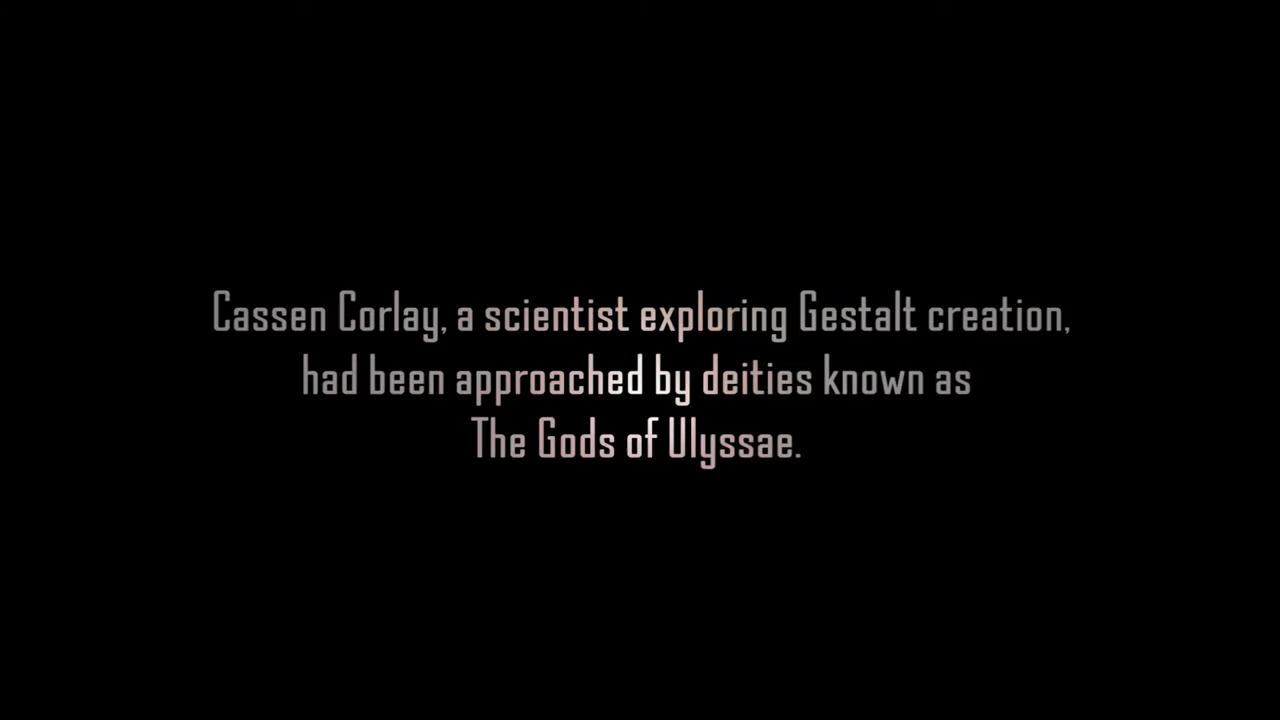 Cassen Corlay, a scientist exploring Gestalt creation,
had been approached by deities known as
The Gods of Ulyssae.